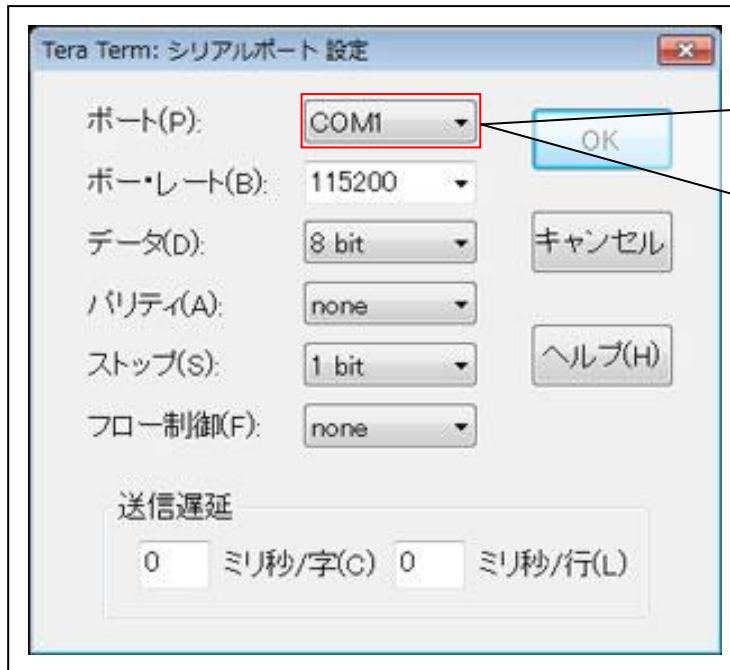 Tera Term: シリアルポート 設定
ポート(P): COM1
OK
ボー・レート(B): 115200
データ(D): 8 bit
キャンセル
パリティ(A): none
ストップ(S): 1 bit
ヘルプ(H)
フロー制御(F): none
送信遅延
0 ミリ秒/字(C) 0 ミリ秒/行(L)